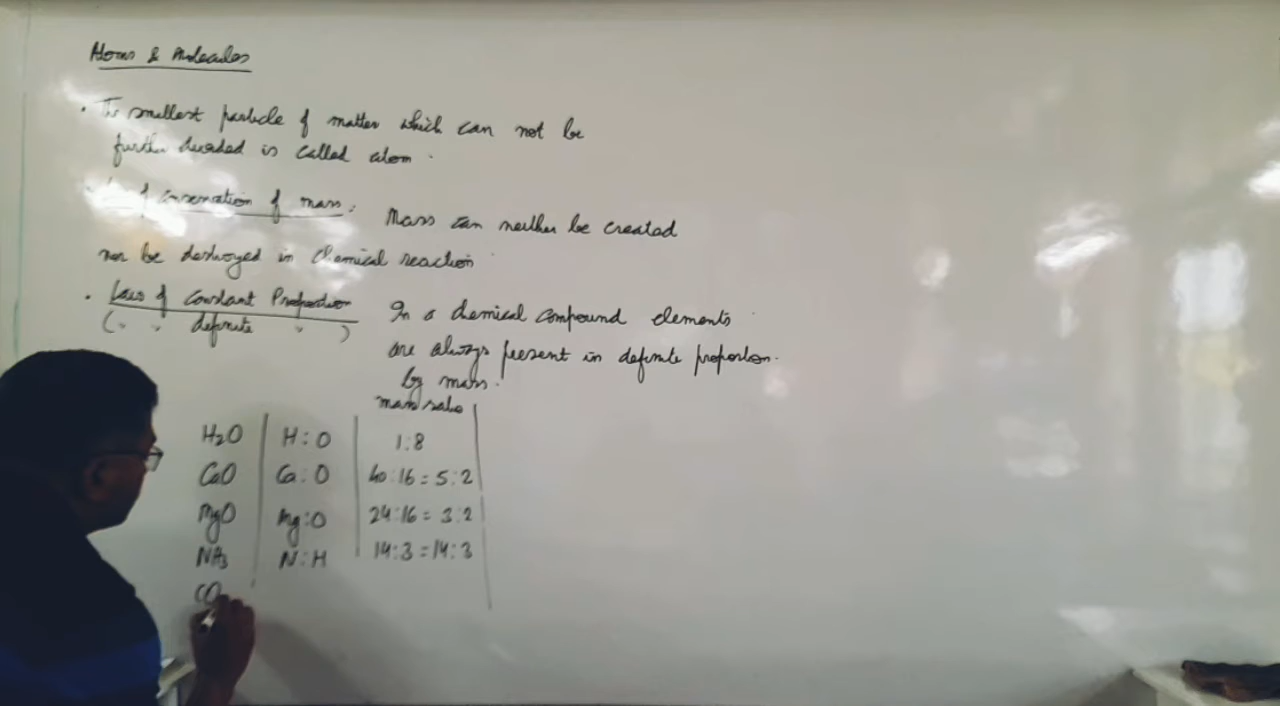 Atoms & Molecules
• The smallest particle of matter which can not be
further divided is called atom.
of conservation of mass: Mass can neither be created
nor be destroyed in chemical reaction
• Law of Constant Proportion In a chemical compound elements
(" " definite " ) are always present in definite proportion.
by mass.
mass ratio
H₂O H:O 1:8
CaO Ca:O 40:16 = 5:2
MgO Mg:O 24:16 = 3:2
NH₃ N:H 14:3 = 14:3
CO